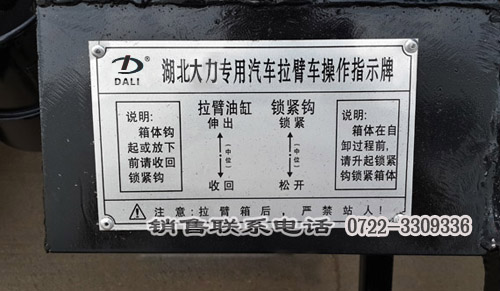 DALI ®
湖北大力专用汽车拉臂车操作指示牌
说明:
箱体钩
起或放下
前请收回
锁紧钩
拉臂油缸
伸出
(中位)
收回
锁紧钩
锁紧
(中位)
松开
说明:
箱体在自
卸过程前,
请升起锁紧
钩锁紧箱体
注意:拉臂箱后,严禁站人!
销售联系电话 0722-3309336